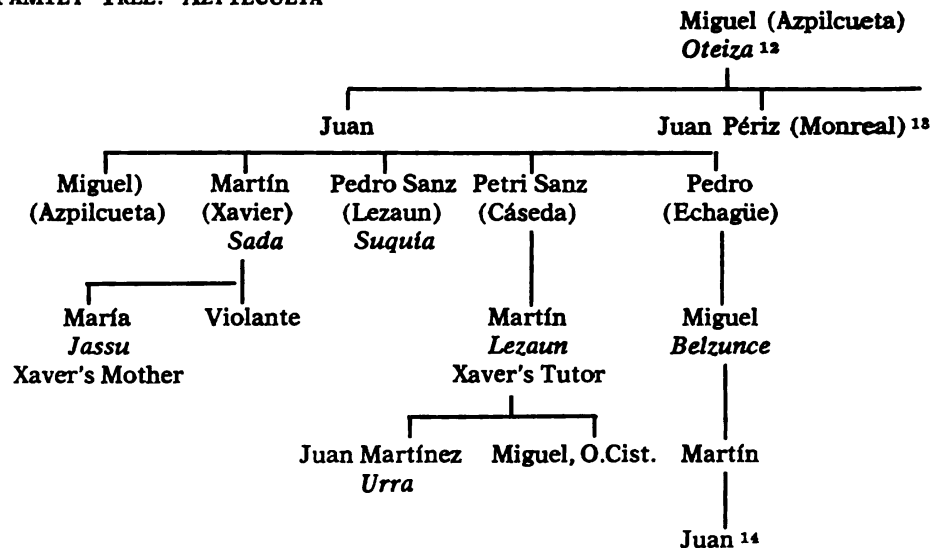 Miguel (Azpilcueta)
Oteiza 12
Juan
Juan Périz (Monreal) 13
Miguel)
(Azpilcueta)
Martín
(Xavier)
Sada
Pedro Sanz
(Lezaun)
Suquía
Petri Sanz
(Cáseda)
Pedro
(Echagüe)
María
Jassu
Xaver's Mother
Violante
Martín
Lezaun
Xaver's Tutor
Miguel
Belzunce
Juan Martínez
Urra
Miguel, O.Cist.
Martín
Juan 14